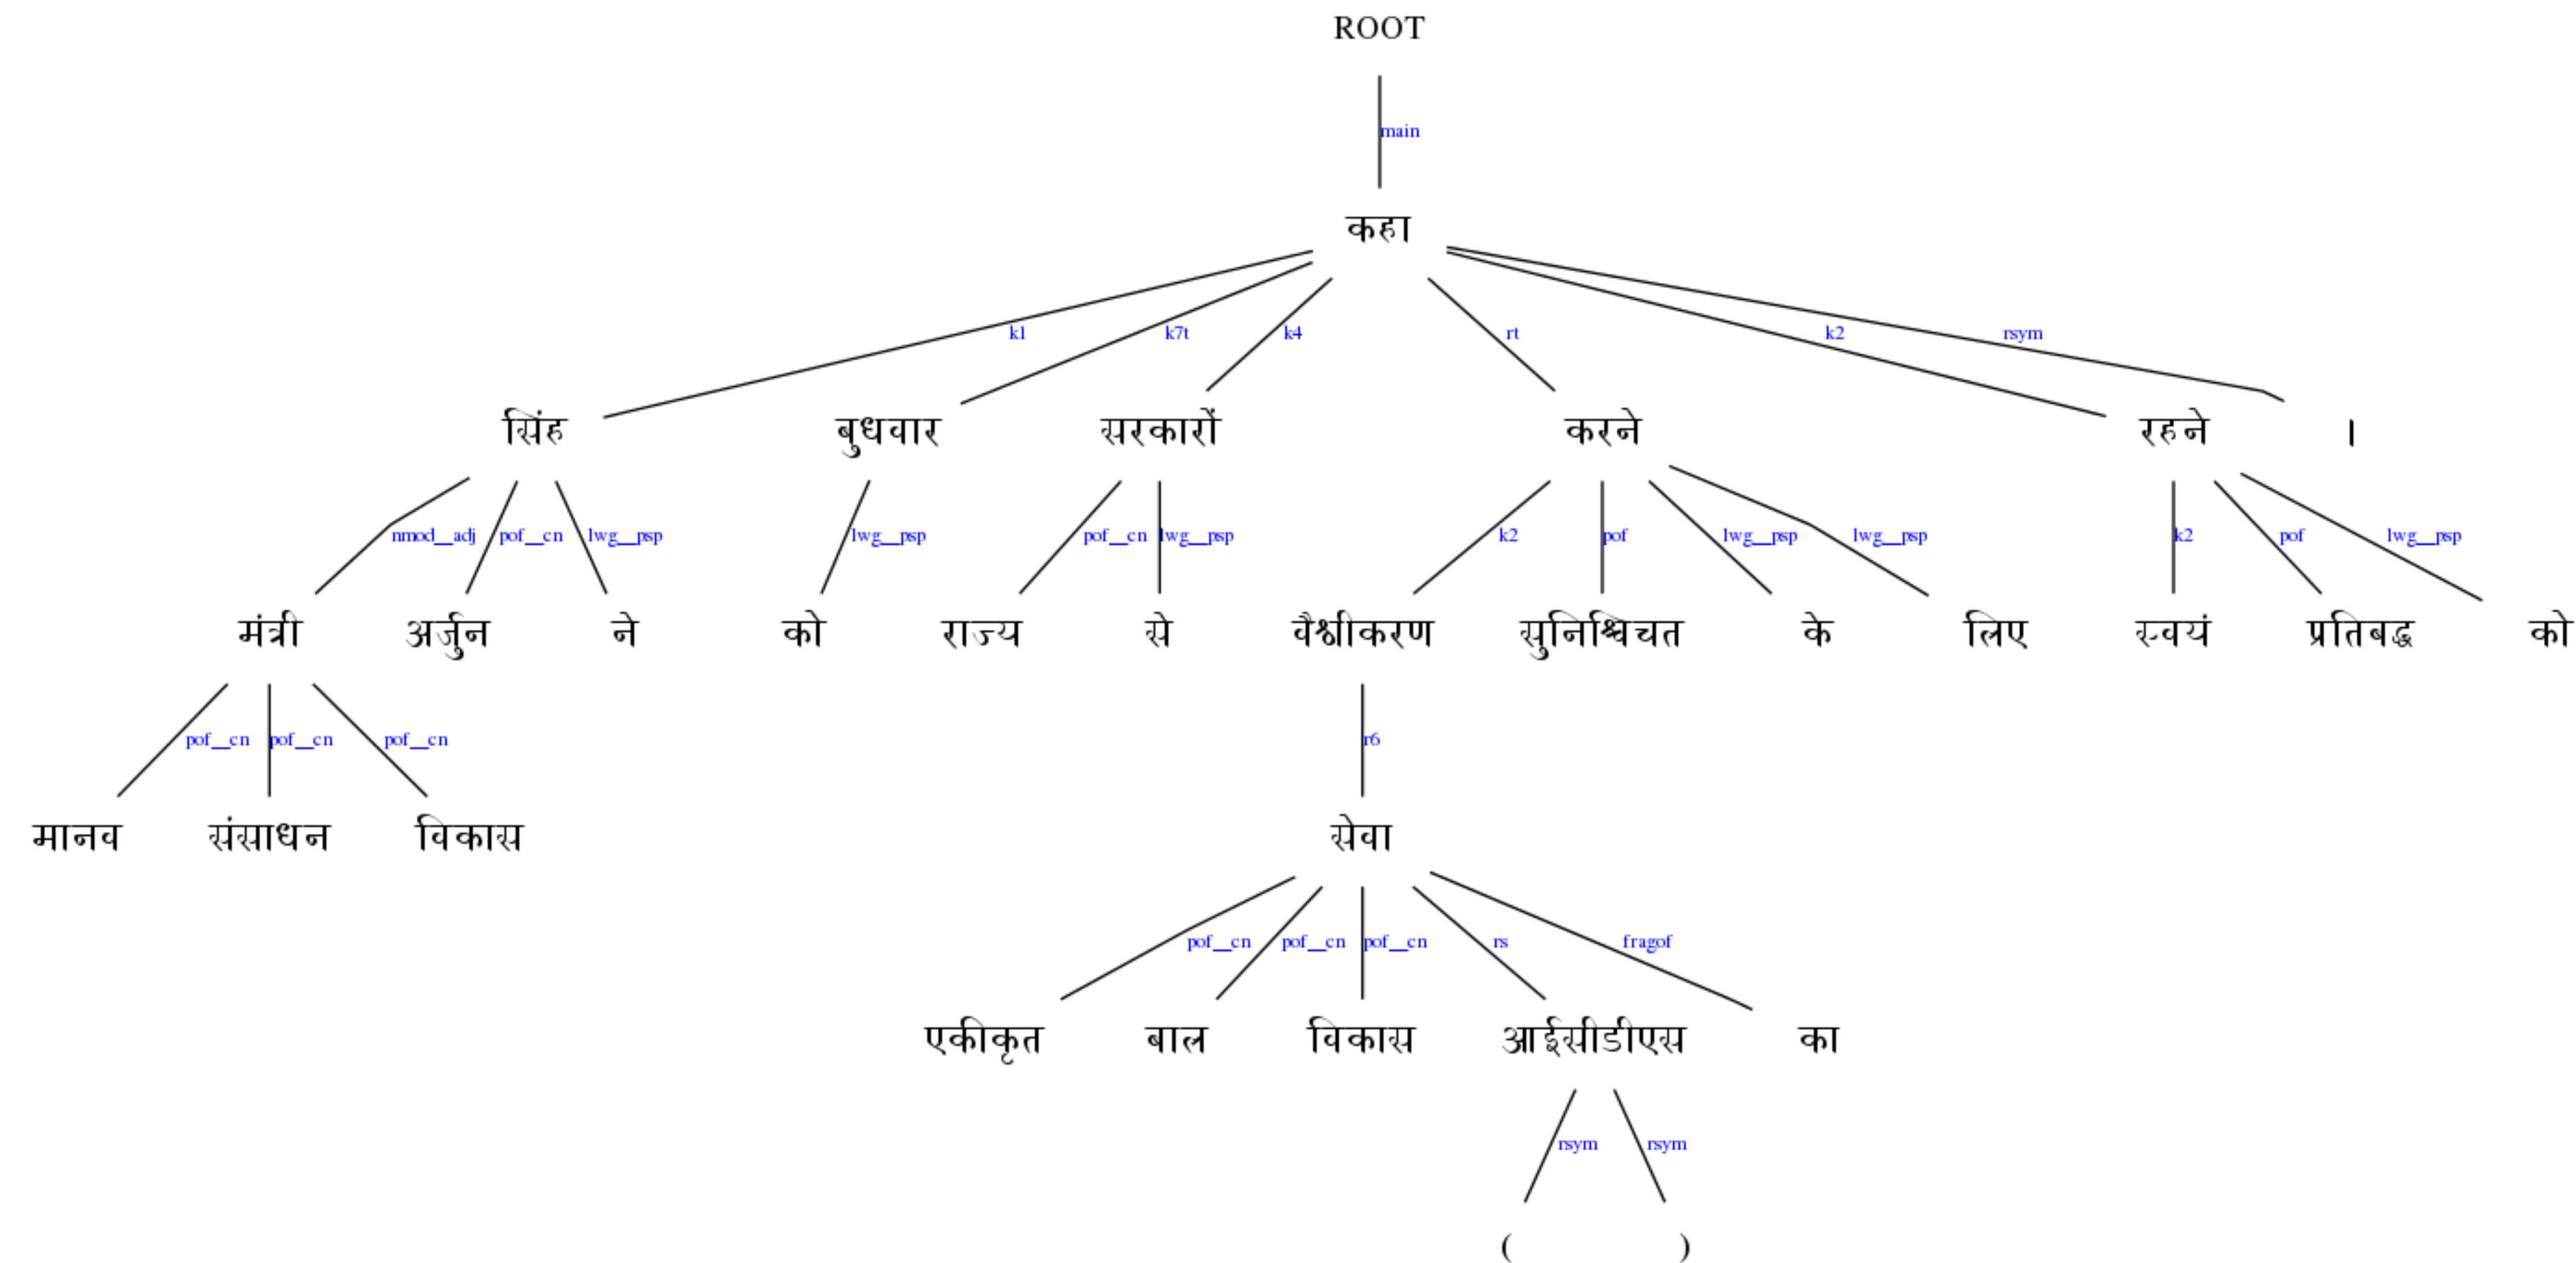 ROOT
main
कहा
k1 k7t k4 rt k2 rsym
सिंह बुधवार सरकारों करने रहने ।
nmod__adj pof__cn lwg__psp lwg__psp pof__cn lwg__psp k2 pof lwg__psp lwg__psp k2 pof lwg__psp
मंत्री अर्जुन ने को राज्य से वैश्वीकरण सुनिश्चित के लिए स्वयं प्रतिबद्ध को
pof__cn pof__cn pof__cn r6
मानव संसाधन विकास सेवा
pof__cn pof__cn pof__cn rs fragof
एकीकृत बाल विकास आईसीडीएस का
rsym rsym
( )